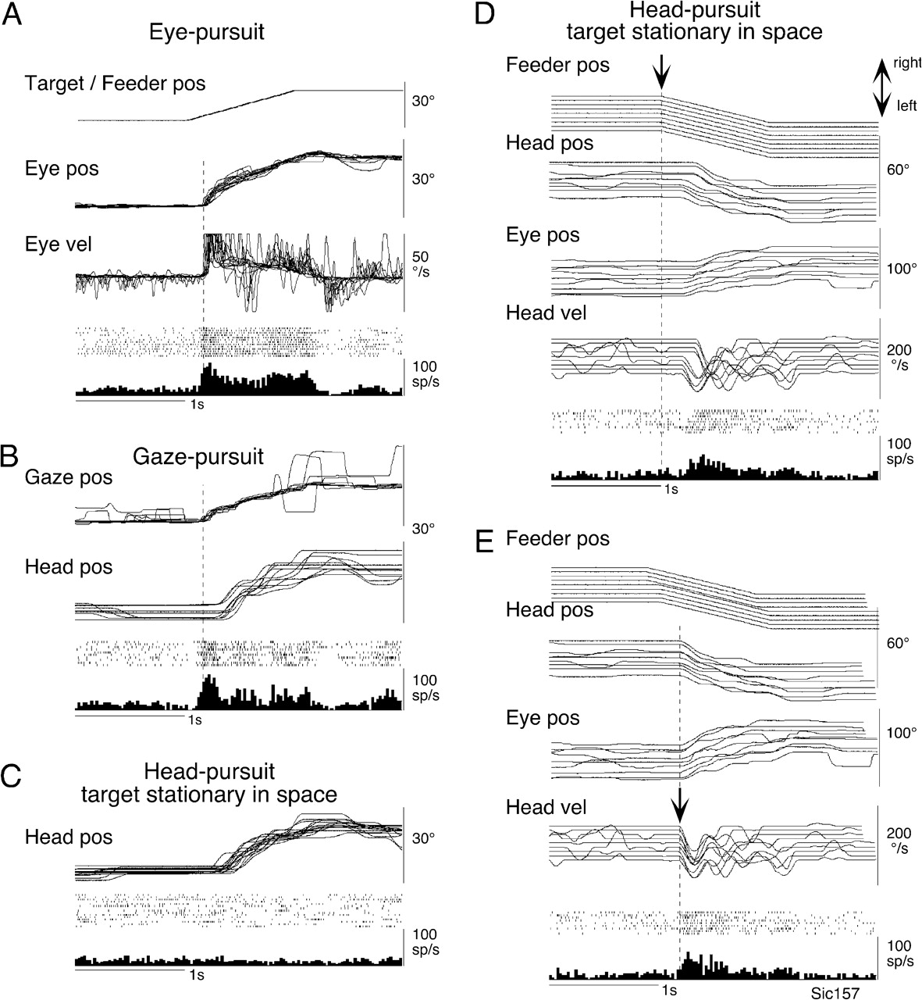 A
Eye-pursuit
Target / Feeder pos
30°
Eye pos
30°
Eye vel
50
°/s
100
sp/s
1s
B
Gaze-pursuit
Gaze pos
30°
Head pos
100
sp/s
1s
C
Head-pursuit
target stationary in space
Head pos
30°
100
sp/s
1s
D
Head-pursuit
target stationary in space
Feeder pos
right
left
Head pos
60°
Eye pos
100°
Head vel
200
°/s
100
sp/s
1s
E
Feeder pos
Head pos
60°
Eye pos
100°
Head vel
200
°/s
100
sp/s
1s
Sic157